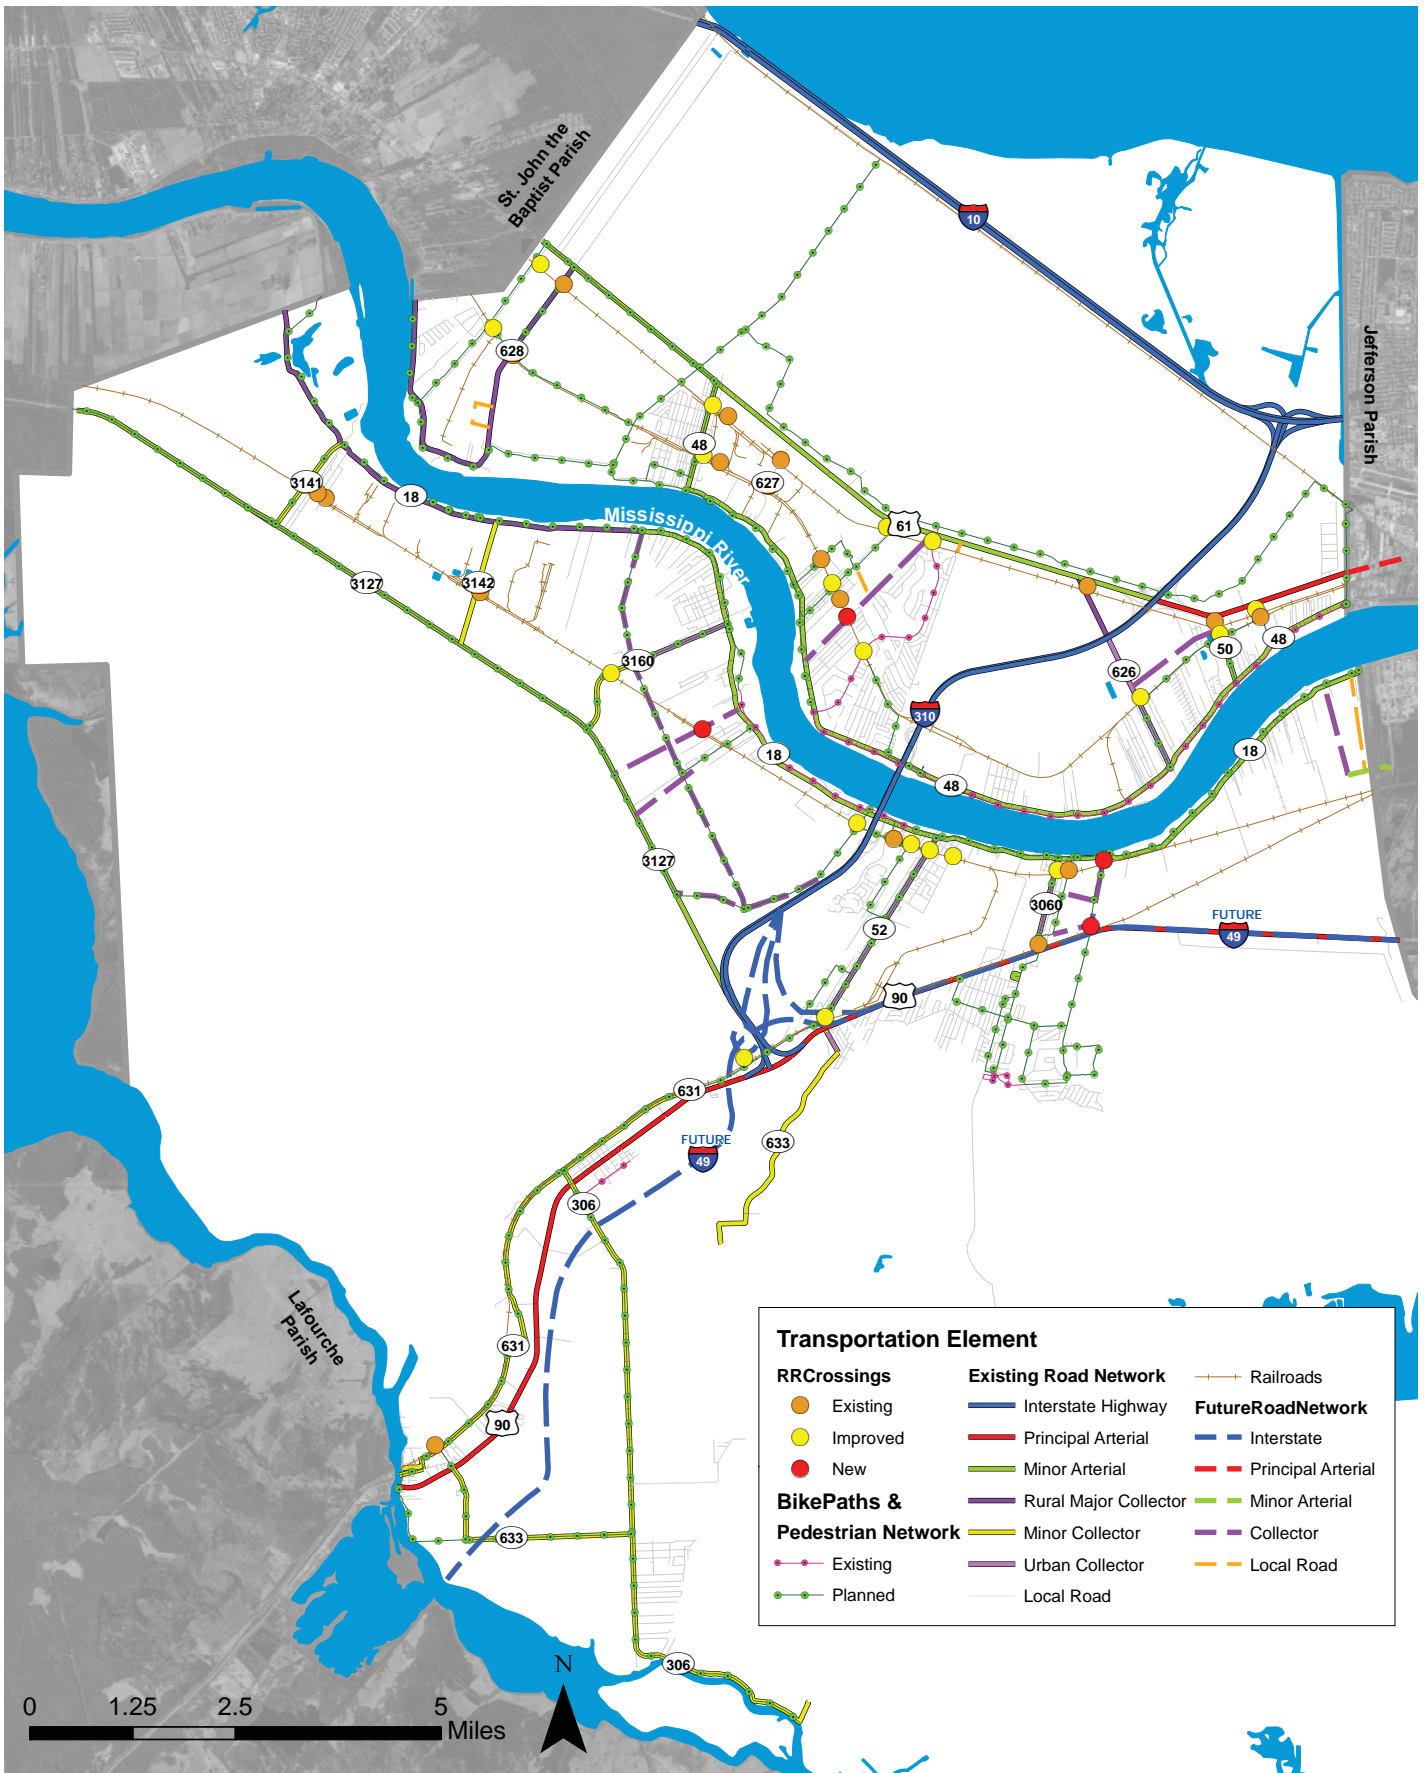 St. John the
Baptist Parish
10
Jefferson Parish
628
48
3141
18
627
61
Mississippi River
3127
3142
3160
50
48
626
310
18
18
48
3127
3060
52
FUTURE
49
90
631
FUTURE
49
633
306
Lafourche
Parish
631
90
633
306
Transportation Element
RRCrossings
Existing
Improved
New
BikePaths &
Pedestrian Network
Existing
Planned
Existing Road Network
Interstate Highway
Principal Arterial
Minor Arterial
Rural Major Collector
Minor Collector
Urban Collector
Local Road
Railroads
FutureRoadNetwork
Interstate
Principal Arterial
Minor Arterial
Collector
Local Road
N
0 1.25 2.5 5
Miles